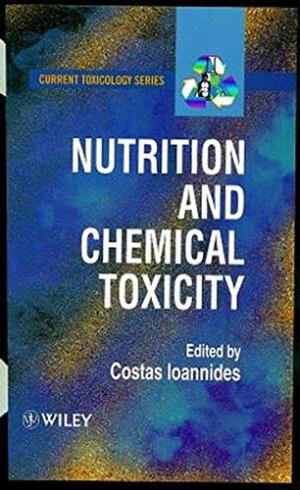 CURRENT TOXICOLOGY SERIES
NUTRITION
AND
CHEMICAL
TOXICITY
Edited by
Costas Ioannides
WILEY